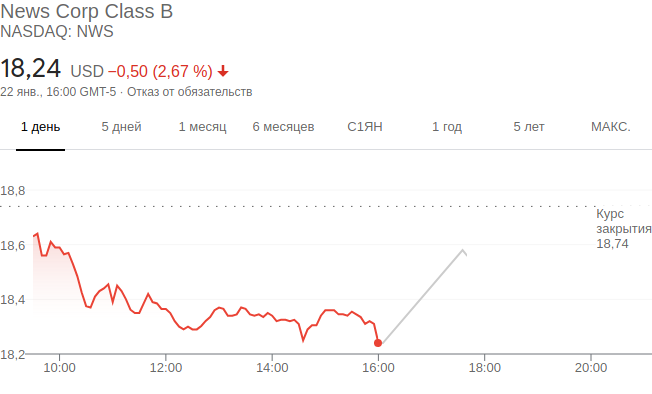 News Corp Class B
NASDAQ: NWS
18,24 USD −0,50 (2,67 %)
22 янв., 16:00 GMT-5 · Отказ от обязательств
1 день 5 дней 1 месяц 6 месяцев С1ЯН 1 год 5 лет МАКС.
18,8
Курс
закрытия
18,74
18,6
18,4
18,2
10:00 12:00 14:00 16:00 18:00 20:00